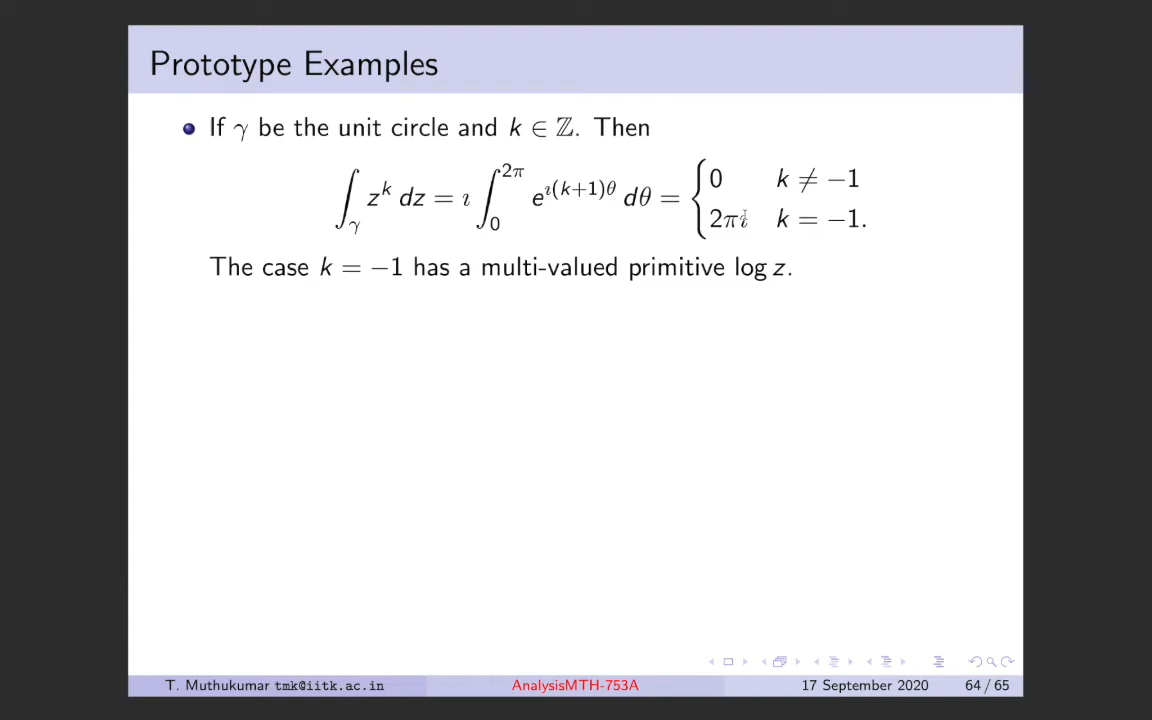 Prototype Examples
If γ be the unit circle and k ∈ ℤ. Then
∫_γ z^k dz = ı ∫_0^{2π} e^{ı(k+1)θ} dθ = { 0 k ≠ −1
2πı k = −1.
The case k = −1 has a multi-valued primitive log z.
T. Muthukumar tmk@iitk.ac.in AnalysisMTH-753A 17 September 2020 64 / 65